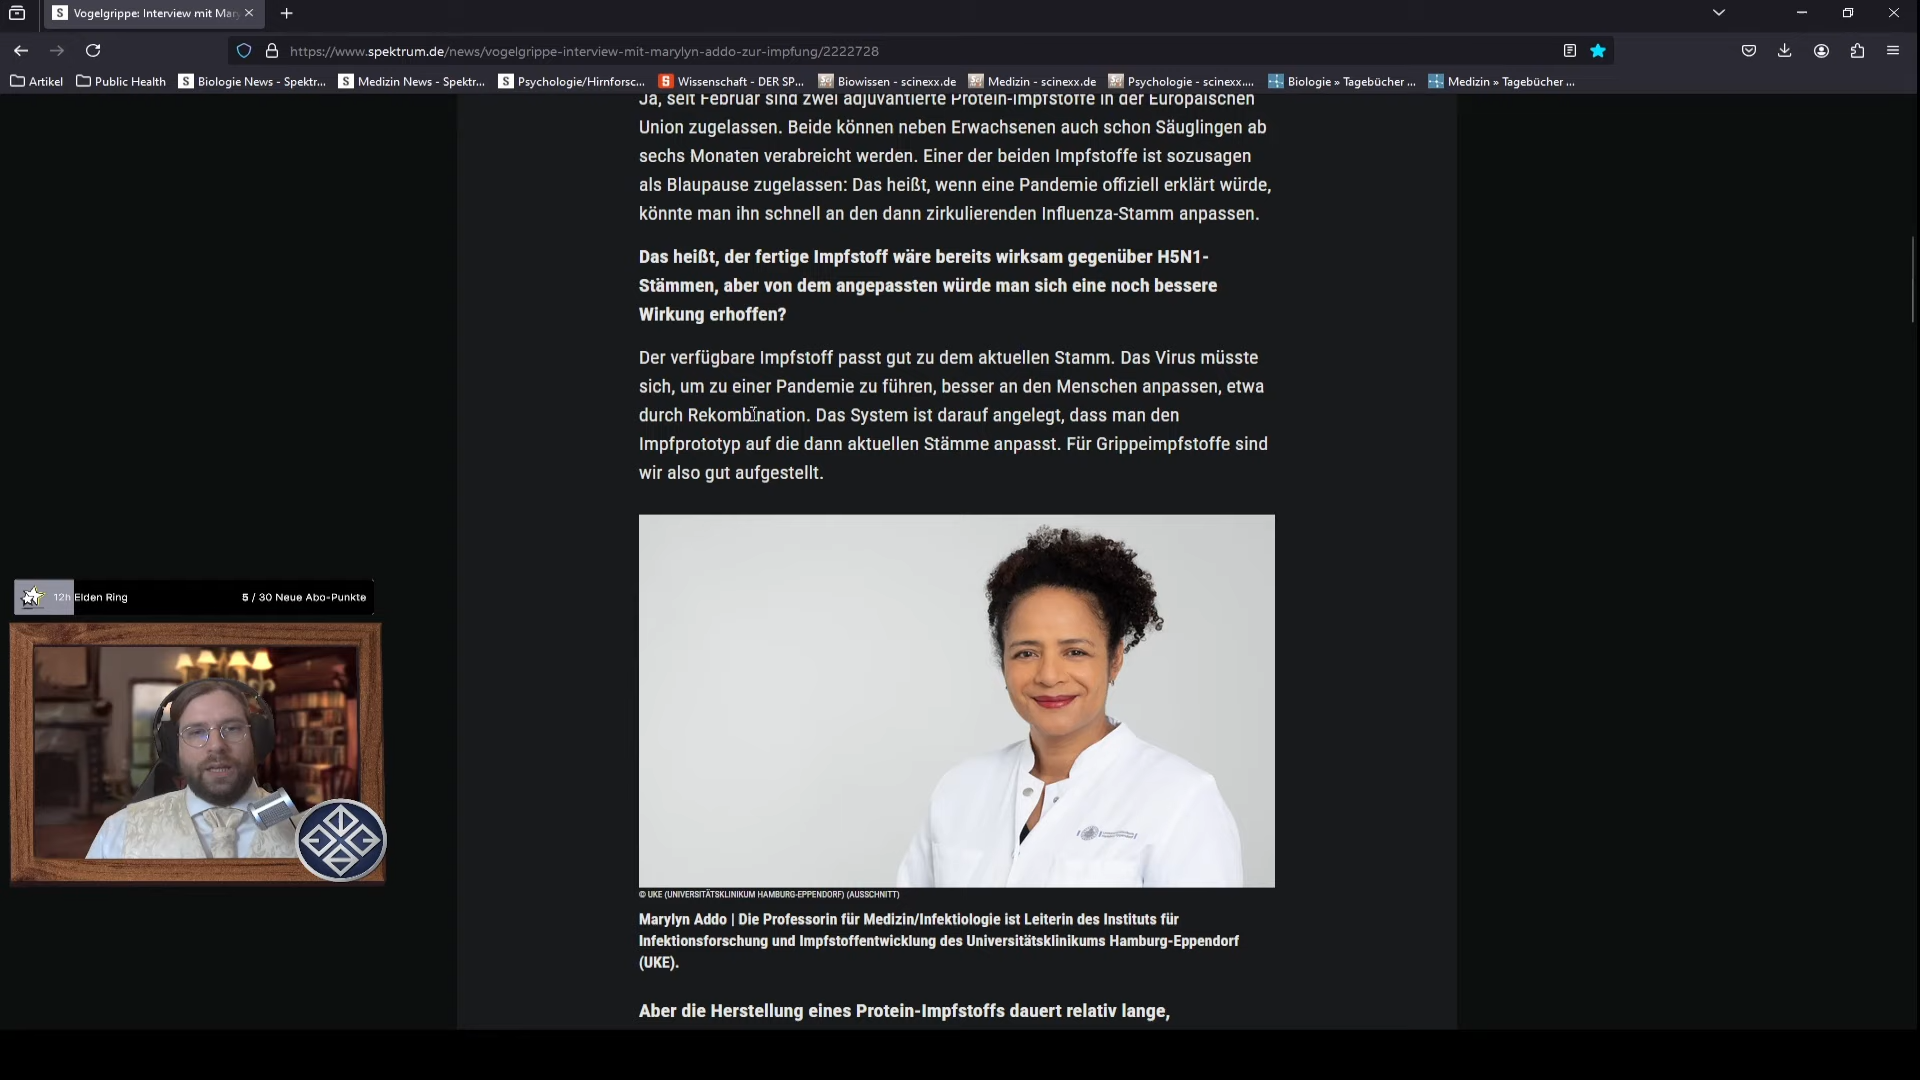 Vogelgrippe: Interview mit Mar
https://www.spektrum.de/news/vogelgrippe-interview-mit-marylyn-addo-zur-impfung/2222728
Artikel
Public Health
Biologie News - Spektr...
Medizin News - Spektr...
Psychologie/Hirnforsc...
Wissenschaft - DER SP...
Biowissen - scinexx.de
Medizin - scinexx.de
Psychologie - scinexx....
Biologie » Tagebücher ...
Medizin » Tagebücher ...
Ja, seit Februar sind zwei adjuvantierte Protein-Impfstoffe in der Europäischen
Union zugelassen. Beide können neben Erwachsenen auch schon Säuglingen ab
sechs Monaten verabreicht werden. Einer der beiden Impfstoffe ist sozusagen
als Blaupause zugelassen: Das heißt, wenn eine Pandemie offiziell erklärt würde,
könnte man ihn schnell an den dann zirkulierenden Influenza-Stamm anpassen.
Das heißt, der fertige Impfstoff wäre bereits wirksam gegenüber H5N1-
Stämmen, aber von dem angepassten würde man sich eine noch bessere
Wirkung erhoffen?
Der verfügbare Impfstoff passt gut zu dem aktuellen Stamm. Das Virus müsste
sich, um zu einer Pandemie zu führen, besser an den Menschen anpassen, etwa
durch Rekombination. Das System ist darauf angelegt, dass man den
Impfprototyp auf die dann aktuellen Stämme anpasst. Für Grippeimpfstoffe sind
wir also gut aufgestellt.
12h Elden Ring
5 / 30 Neue Abo-Punkte
© UKE (UNIVERSITÄTSKLINIKUM HAMBURG-EPPENDORF) (AUSSCHNITT)
Marylyn Addo | Die Professorin für Medizin/Infektiologie ist Leiterin des Instituts für
Infektionsforschung und Impfstoffentwicklung des Universitätsklinikums Hamburg-Eppendorf
(UKE).
Aber die Herstellung eines Protein-Impfstoffs dauert relativ lange,